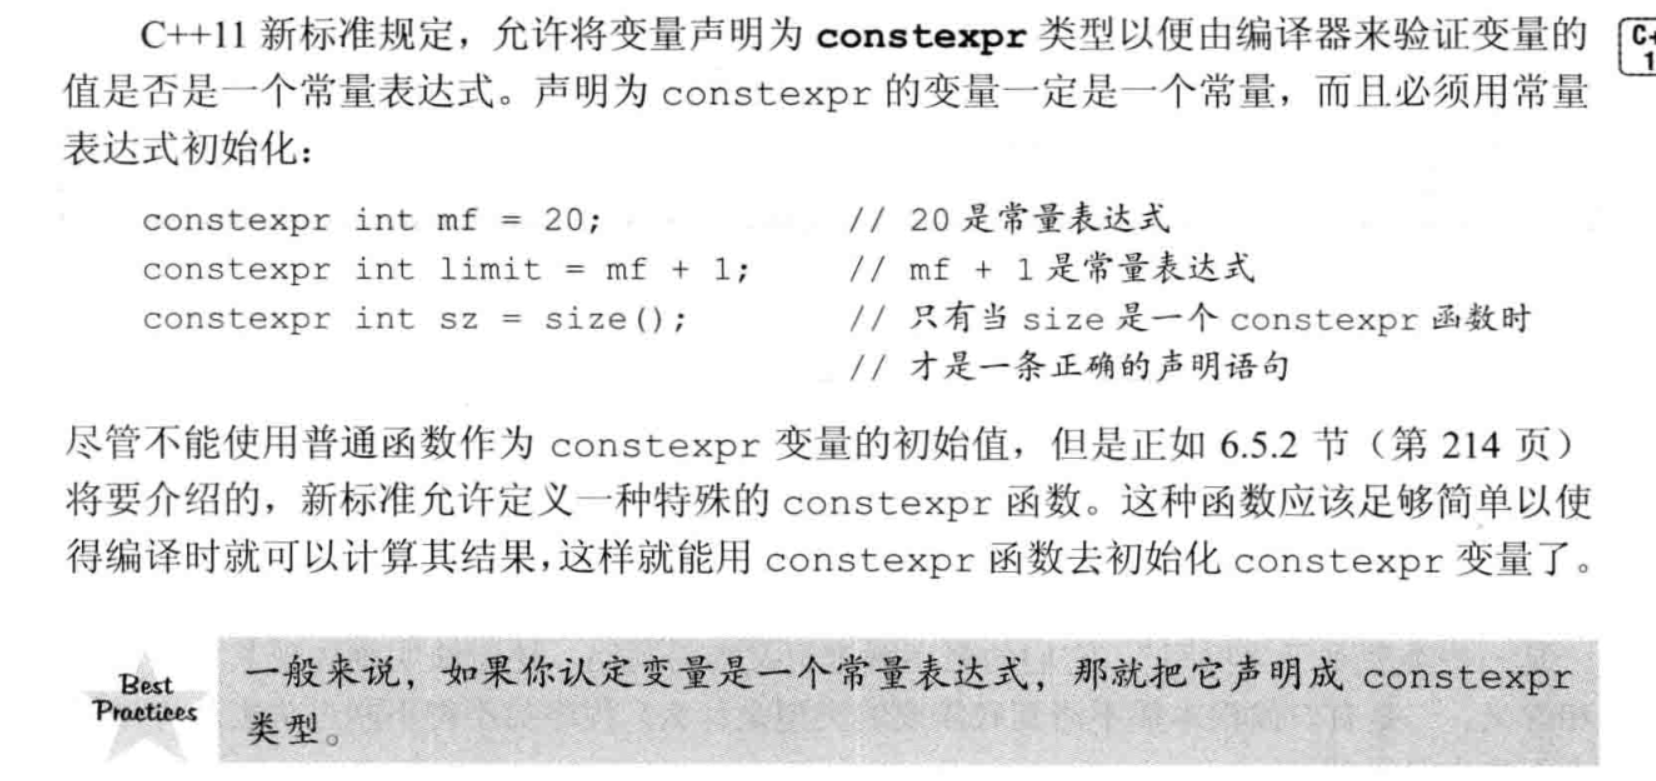 C++11 新标准规定，允许将变量声明为 constexpr 类型以便由编译器来验证变量的
值是否是一个常量表达式。声明为 constexpr 的变量一定是一个常量，而且必须用常量
表达式初始化：
constexpr int mf = 20; // 20 是常量表达式
constexpr int limit = mf + 1; // mf + 1 是常量表达式
constexpr int sz = size(); // 只有当 size 是一个 constexpr 函数时
// 才是一条正确的声明语句
尽管不能使用普通函数作为 constexpr 变量的初始值，但是正如 6.5.2 节（第 214 页）
将要介绍的，新标准允许定义一种特殊的 constexpr 函数。这种函数应该足够简单以使
得编译时就可以计算其结果，这样就能用 constexpr 函数去初始化 constexpr 变量了。
Best
Practices
一般来说，如果你认定变量是一个常量表达式，那就把它声明成 constexpr
类型。